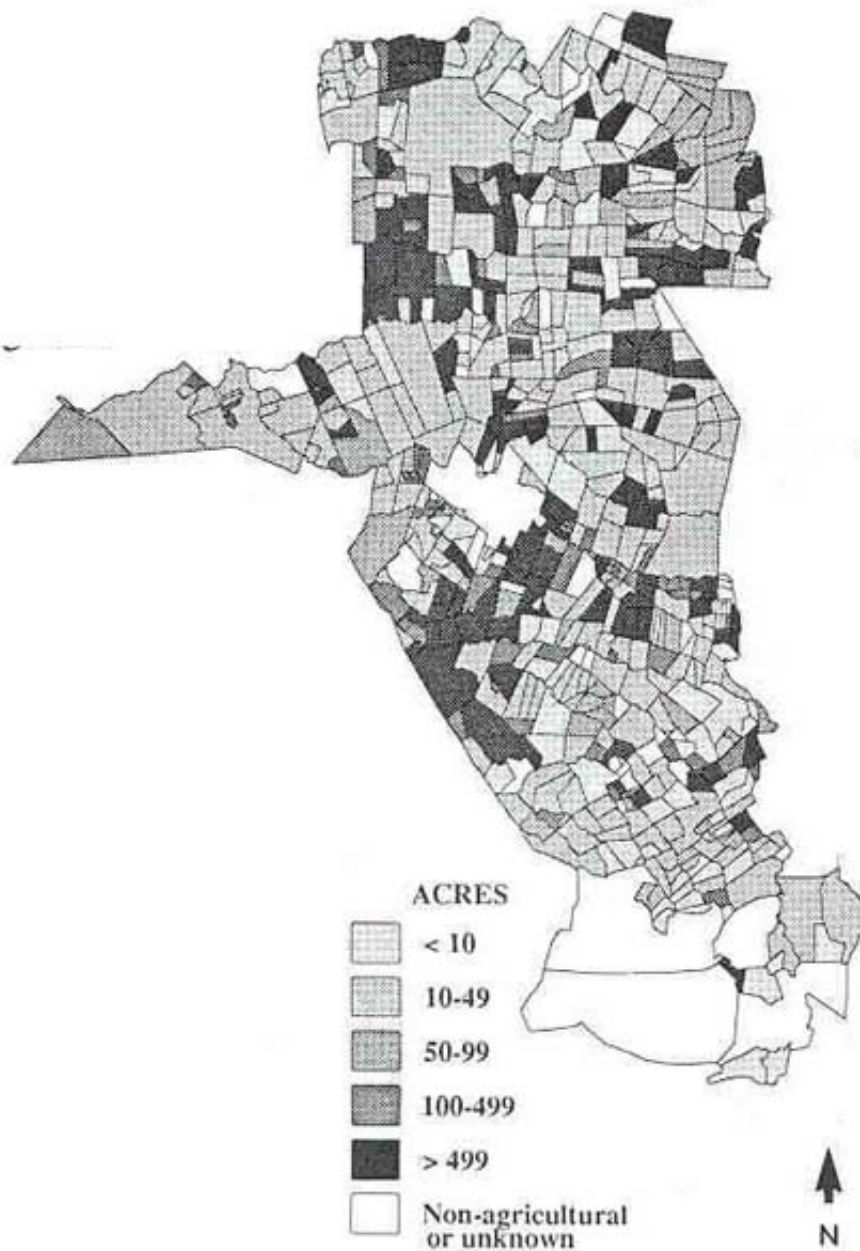 ACRES
< 10
10-49
50-99
100-499
> 499
Non-agricultural
or unknown
N